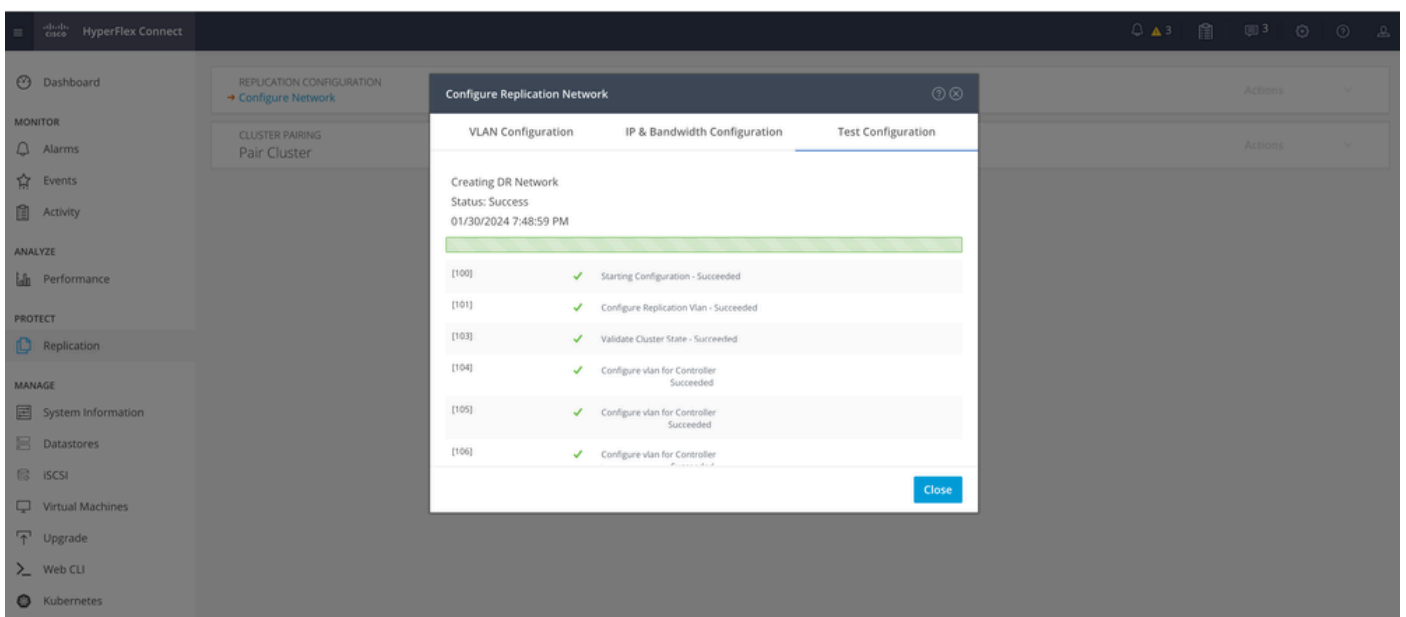 cisco HyperFlex Connect
3
3
Dashboard
MONITOR
Alarms
Events
Activity
ANALYZE
Performance
PROTECT
Replication
MANAGE
System Information
Datastores
iSCSI
Virtual Machines
Upgrade
Web CLI
Kubernetes
REPLICATION CONFIGURATION
Configure Network
Actions
CLUSTER PAIRING
Pair Cluster
Actions
Configure Replication Network
VLAN Configuration IP & Bandwidth Configuration Test Configuration
Creating DR Network
Status: Success
01/30/2024 7:48:59 PM
[100] Starting Configuration - Succeeded
[101] Configure Replication Vlan - Succeeded
[103] Validate Cluster State - Succeeded
[104] Configure vlan for Controller
Succeeded
[105] Configure vlan for Controller
Succeeded
[106] Configure vlan for Controller
Close